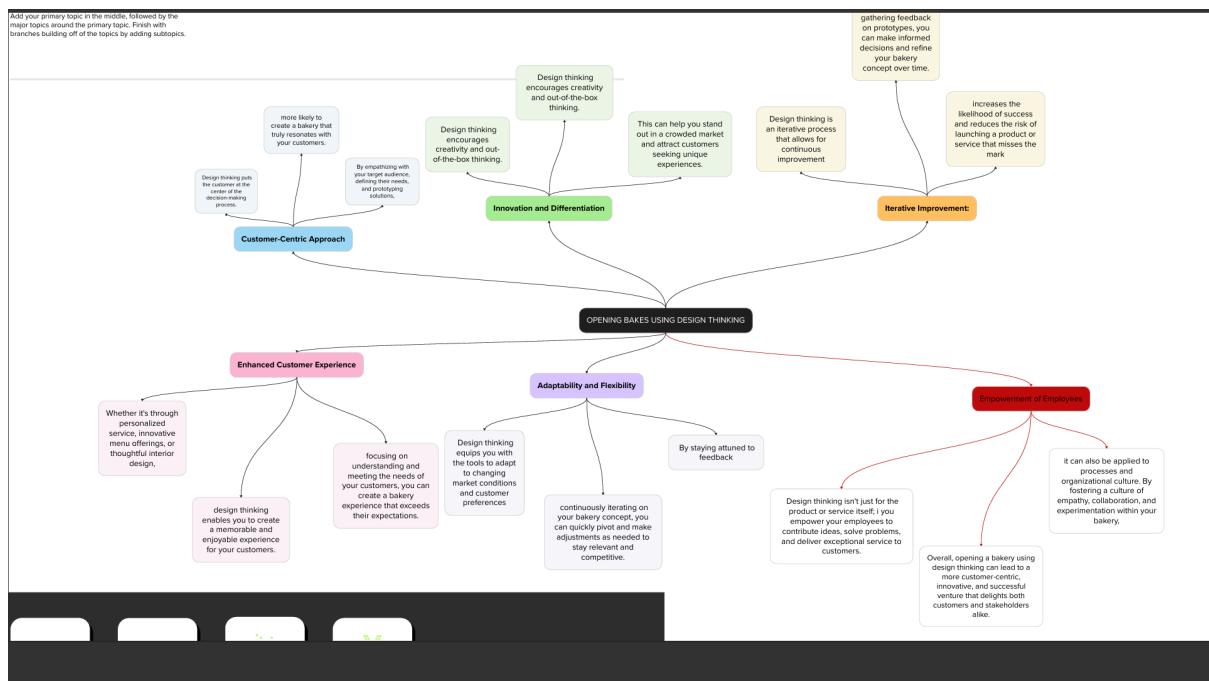 Add your primary topic in the middle, followed by the
major topics around the primary topic. Finish with
branches building off of the topics by adding subtopics.
gathering feedback
on prototypes, you
can make informed
decisions and refine
your bakery
concept over time.
Design thinking
encourages creativity
and out-of-the-box
thinking.
more likely to
create a bakery that
truly resonates with
your customers.
Design thinking
encourages
creativity and out-
of-the-box thinking.
This can help you stand
out in a crowded market
and attract customers
seeking unique
experiences.
Design thinking is
an iterative process
that allows for
continuous
improvement
increases the
likelihood of success
and reduces the risk of
launching a product or
service that misses the
mark
Design thinking puts
the customer at the
center of the
decision-making
process.
By empathizing with
your target audience,
defining their needs,
and prototyping
solutions,
Customer-Centric Approach
Innovation and Differentiation
Iterative Improvement:
OPENING BAKES USING DESIGN THINKING
Enhanced Customer Experience
Adaptability and Flexibility
Empowerment of Employees
Whether it's through
personalized
service, innovative
menu offerings, or
thoughtful interior
design,
design thinking
enables you to create
a memorable and
enjoyable experience
for your customers.
focusing on
understanding and
meeting the needs of
your customers, you can
create a bakery
experience that exceeds
their expectations.
Design thinking
equips you with
the tools to adapt
to changing
market conditions
and customer
preferences
continuously iterating on
your bakery concept, you
can quickly pivot and make
adjustments as needed to
stay relevant and
competitive.
By staying attuned to
feedback
Design thinking isn't just for the
product or service itself; i you
empower your employees to
contribute ideas, solve problems,
and deliver exceptional service to
customers.
Overall, opening a bakery using
design thinking can lead to a
more customer-centric,
innovative, and successful
venture that delights both
customers and stakeholders
alike.
it can also be applied to
processes and
organizational culture. By
fostering a culture of
empathy, collaboration, and
experimentation within your
bakery,